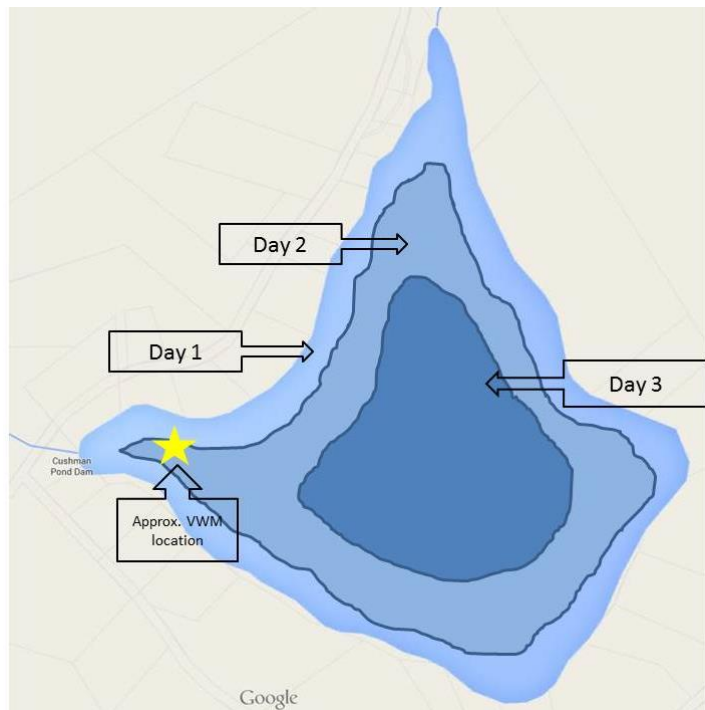 Day 2
Day 1
Day 3
Cushman
Pond Dam
Approx. VWM
location
Google